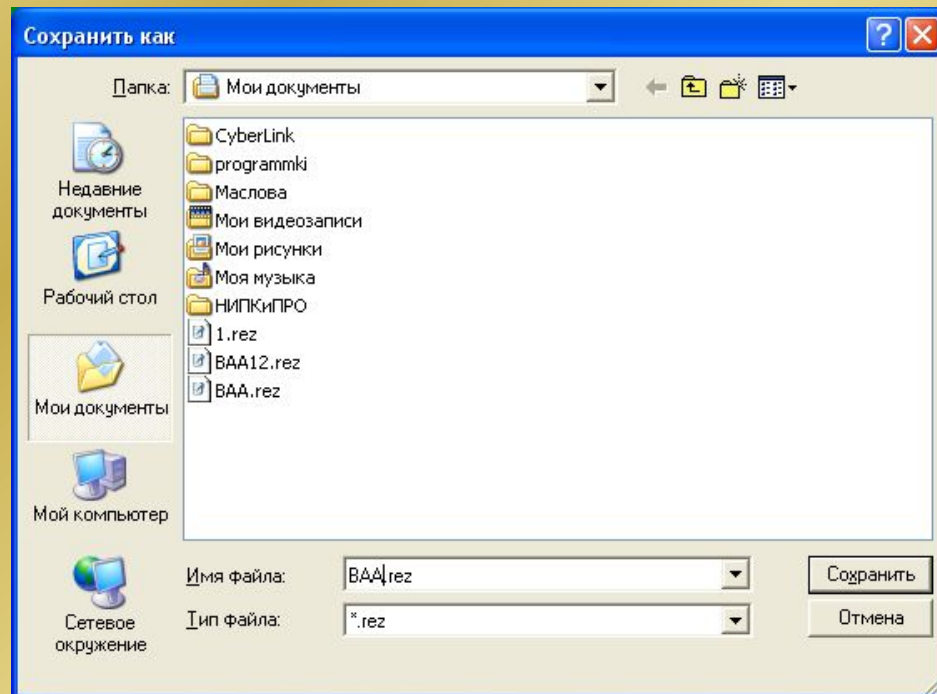 Сохранить как
Папка:
Мои документы
Недавние
документы
Рабочий стол
Мои документы
Мой компьютер
Сетевое
окружение
CyberLink
programmki
Маслова
Мои видеозаписи
Мои рисунки
Моя музыка
НИПКиПРО
1.rez
BAA12.rez
BAA.rez
Имя файла:
BAA.rez
Сохранить
Тип файла:
*.rez
Отмена